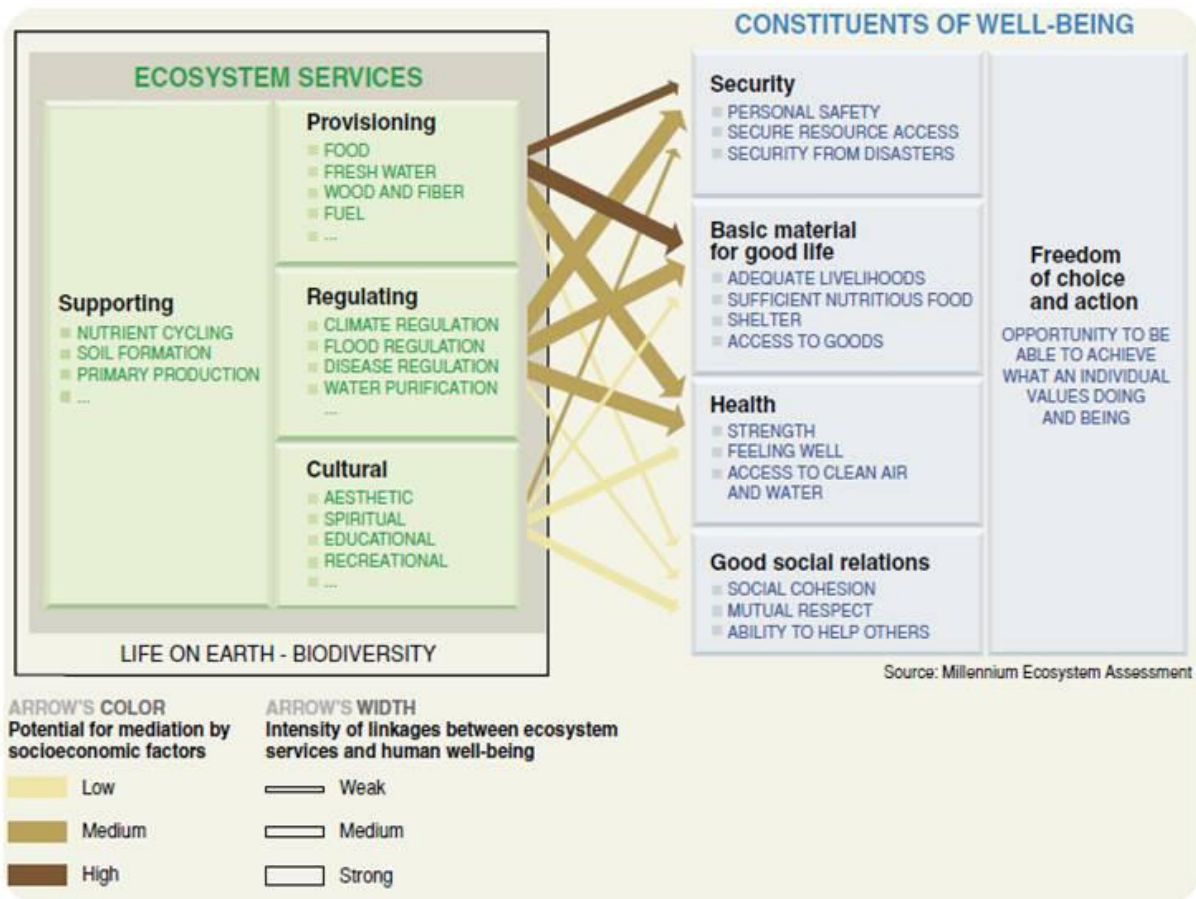 CONSTITUENTS OF WELL-BEING
ECOSYSTEM SERVICES
Supporting
NUTRIENT CYCLING
SOIL FORMATION
PRIMARY PRODUCTION
...
Provisioning
FOOD
FRESH WATER
WOOD AND FIBER
FUEL
...
Regulating
CLIMATE REGULATION
FLOOD REGULATION
DISEASE REGULATION
WATER PURIFICATION
...
Cultural
AESTHETIC
SPIRITUAL
EDUCATIONAL
RECREATIONAL
...
LIFE ON EARTH - BIODIVERSITY
Security
PERSONAL SAFETY
SECURE RESOURCE ACCESS
SECURITY FROM DISASTERS
Basic material
for good life
ADEQUATE LIVELIHOODS
SUFFICIENT NUTRITIOUS FOOD
SHELTER
ACCESS TO GOODS
Health
STRENGTH
FEELING WELL
ACCESS TO CLEAN AIR
AND WATER
Good social relations
SOCIAL COHESION
MUTUAL RESPECT
ABILITY TO HELP OTHERS
Freedom
of choice
and action
OPPORTUNITY TO BE
ABLE TO ACHIEVE
WHAT AN INDIVIDUAL
VALUES DOING
AND BEING
Source: Millennium Ecosystem Assessment
ARROW'S COLOR
Potential for mediation by
socioeconomic factors
Low
Medium
High
ARROW'S WIDTH
Intensity of linkages between ecosystem
services and human well-being
Weak
Medium
Strong